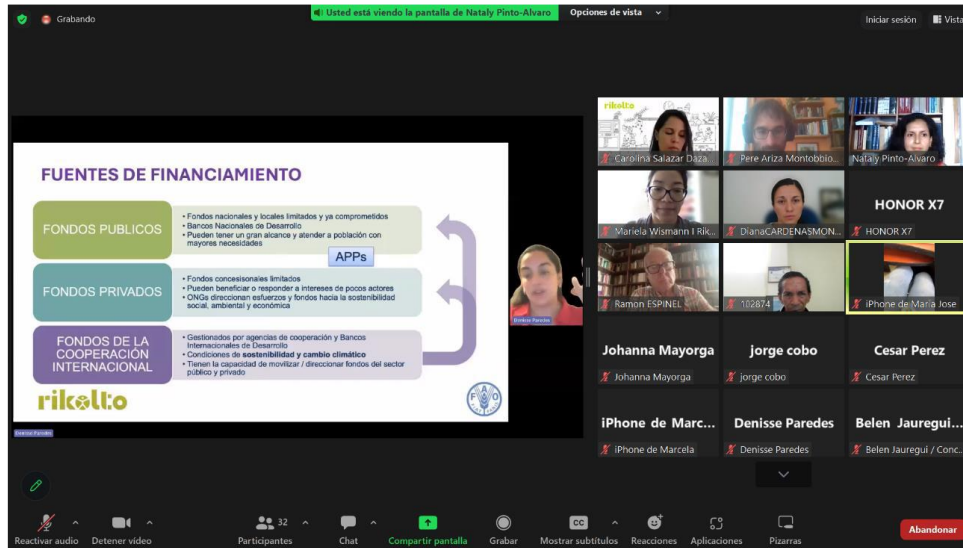 Grabando
Usted está viendo la pantalla de Nataly Pinto-Alvaro
Opciones de vista
Iniciar sesión
Vista
FUENTES DE FINANCIAMIENTO
FONDOS PUBLICOS
• Fondos nacionales y locales limitados y ya comprometidos
• Bancos Nacionales de Desarrollo
• Pueden tener un gran alcance y atender a población con
mayores necesidades
APPs
FONDOS PRIVADOS
• Fondos concesionales limitados
• Pueden beneficiar o responder a intereses de pocos actores
• ONGs direccionan esfuerzos y fondos hacia la sostenibilidad
social, ambiental y económica
FONDOS DE LA
COOPERACIÓN
INTERNACIONAL
• Gestionados por agencias de cooperación y Bancos
Internacionales de Desarrollo
• Condiciones de sostenibilidad y cambio climático
• Tienen la capacidad de movilizar / direccionar fondos del sector
público y privado
rikolto
FAO
Denisse Paredes
Denisse Paredes
rikolto
Carolina Salazar Daza...
Pere Ariza Montobbio...
Nataly Pinto-Alvaro
Mariela Wismann I Rik...
DianaCARDENASMON...
HONOR X7
HONOR X7
Ramon ESPINEL
102874
iPhone de Maria Jose
Johanna Mayorga
Johanna Mayorga
jorge cobo
jorge cobo
Cesar Perez
Cesar Perez
iPhone de Marc...
iPhone de Marcela
Denisse Paredes
Denisse Paredes
Belen Jauregui...
Belen Jauregui / Conc...
Reactivar audio
Detener video
32
Participantes
Chat
Compartir pantalla
Grabar
CC
Mostrar subtítulos
Reacciones
Aplicaciones
Pizarras
Abandonar